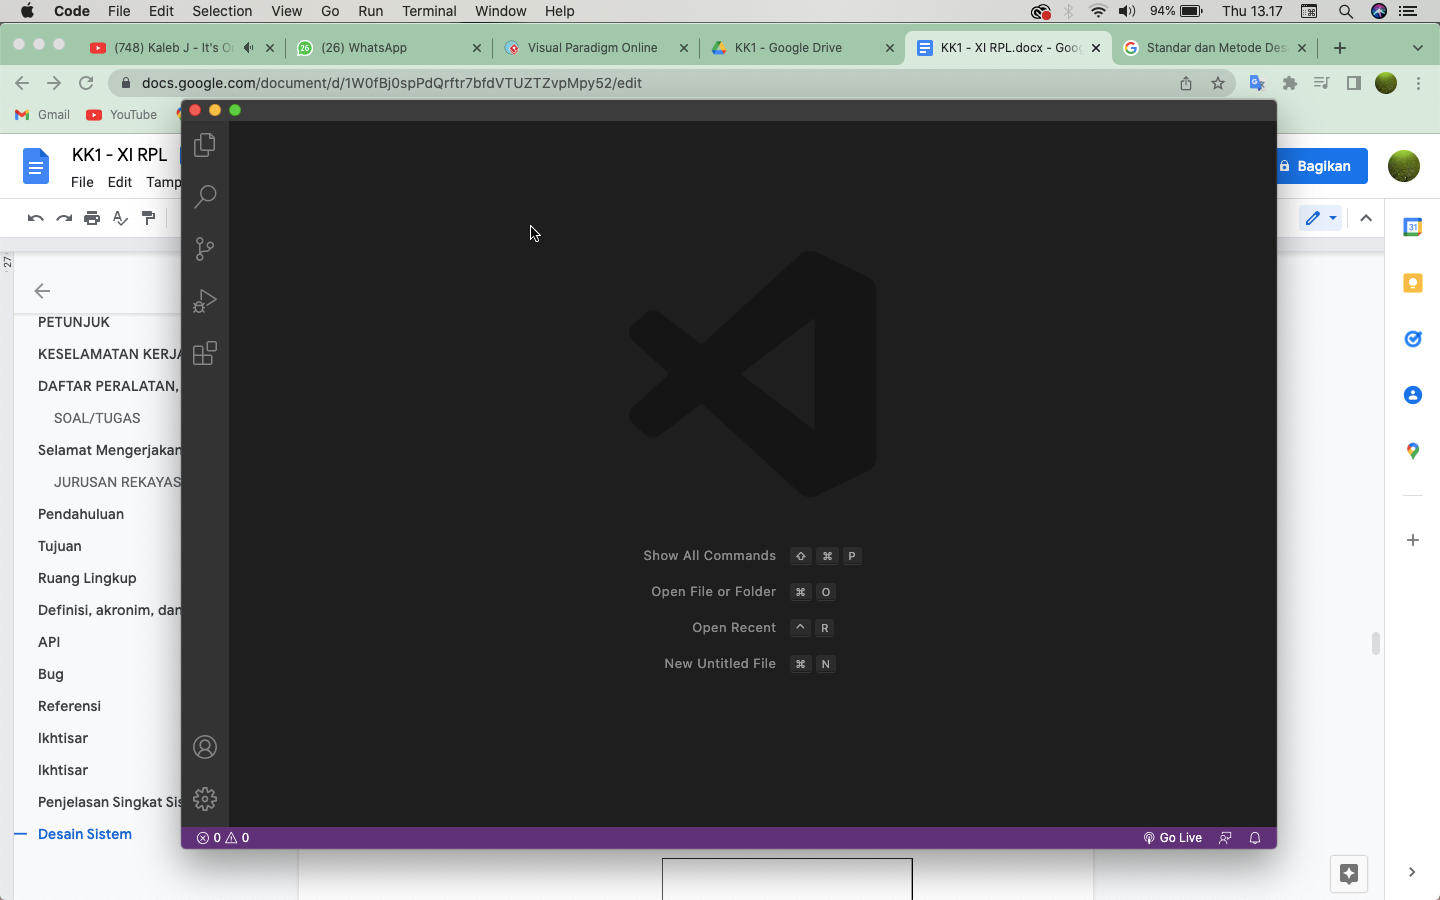 Code File Edit Selection View Go Run Terminal Window Help 94% Thu 13.17
(748) Kaleb J - It's O
(26) WhatsApp
Visual Paradigm Online
KK1 - Google Drive
KK1 - XI RPL.docx - Goo
Standar dan Metode Des
docs.google.com/document/d/1W0fBj0spPdQrftr7bfdVTUZTZvpMpy52/edit
Gmail YouTube
KK1 - XI RPL
File Edit Tamp
Bagikan
27
31
PETUNJUK
KESELAMATAN KERJA
DAFTAR PERALATAN,
SOAL/TUGAS
Selamat Mengerjakan
JURUSAN REKAYAS
Pendahuluan
Tujuan
Ruang Lingkup
Definisi, akronim, dan
API
Bug
Referensi
Ikhtisar
Ikhtisar
Penjelasan Singkat Sis
Desain Sistem
Show All Commands ⇧ ⌘ P
Open File or Folder ⌘ O
Open Recent ^ R
New Untitled File ⌘ N
0 0
Go Live